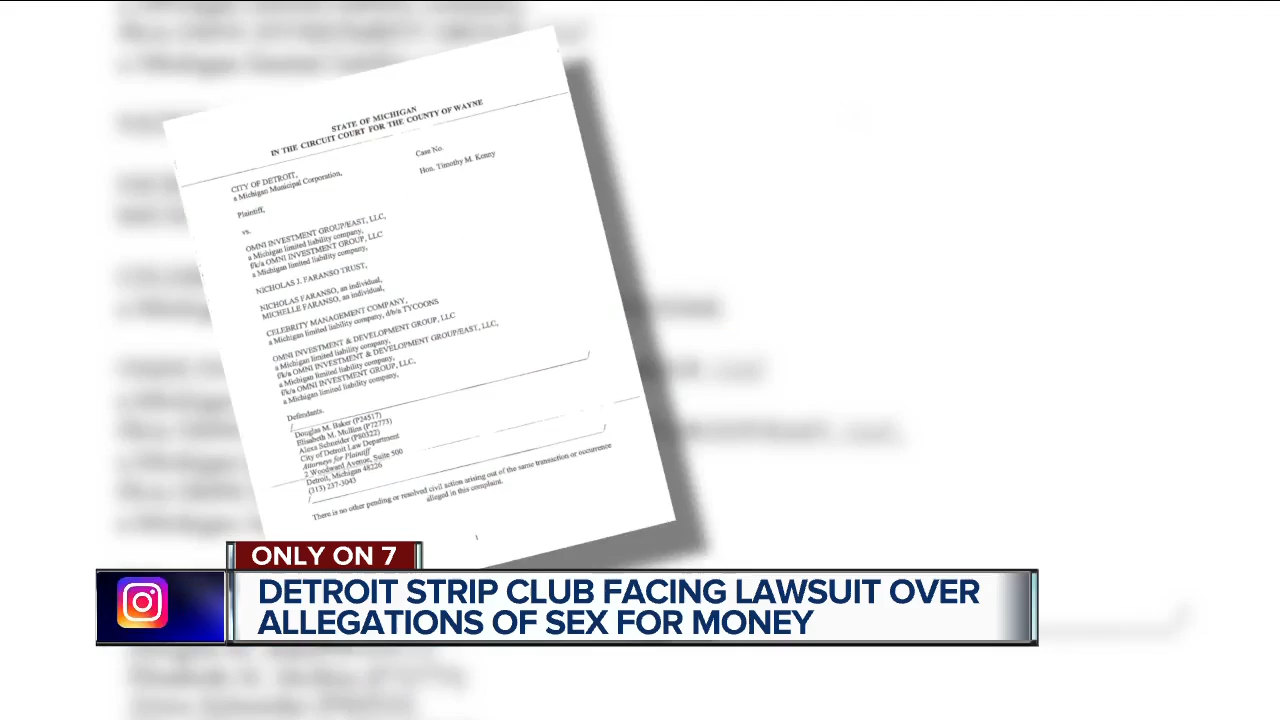 STATE OF MICHIGAN
IN THE CIRCUIT COURT FOR THE COUNTY OF WAYNE
CITY OF DETROIT,
a Michigan Municipal Corporation,
Plaintiff,
vs.
Case No.
Hon. Timothy M. Kenny
OMNI INVESTMENT GROUP/EAST, LLC,
a Michigan limited liability company,
f/k/a OMNI INVESTMENT GROUP, LLC
a Michigan limited liability company,
NICHOLAS J. FARANSO TRUST,
NICHOLAS FARANSO, an individual,
MICHELLE FARANSO, an individual,
CELEBRITY MANAGEMENT COMPANY,
a Michigan limited liability company, d/b/a TYCOONS
OMNI INVESTMENT & DEVELOPMENT GROUP, LLC
a Michigan limited liability company,
f/k/a OMNI INVESTMENT & DEVELOPMENT GROUP/EAST, LLC,
a Michigan limited liability company,
f/k/a OMNI INVESTMENT GROUP, LLC,
a Michigan limited liability company,
Defendants.
/
Douglas M. Baker (P24517)
Elisabeth M. Mullins (P72773)
Alexa Schneider (P80322)
City of Detroit Law Department
Attorneys for Plaintiff
2 Woodward Avenue, Suite 500
Detroit, Michigan 48226
(313) 237-3043
/
There is no other pending or resolved civil action arising out of the same transaction or occurrence
alleged in this complaint.
1
ONLY ON 7
DETROIT STRIP CLUB FACING LAWSUIT OVER
ALLEGATIONS OF SEX FOR MONEY